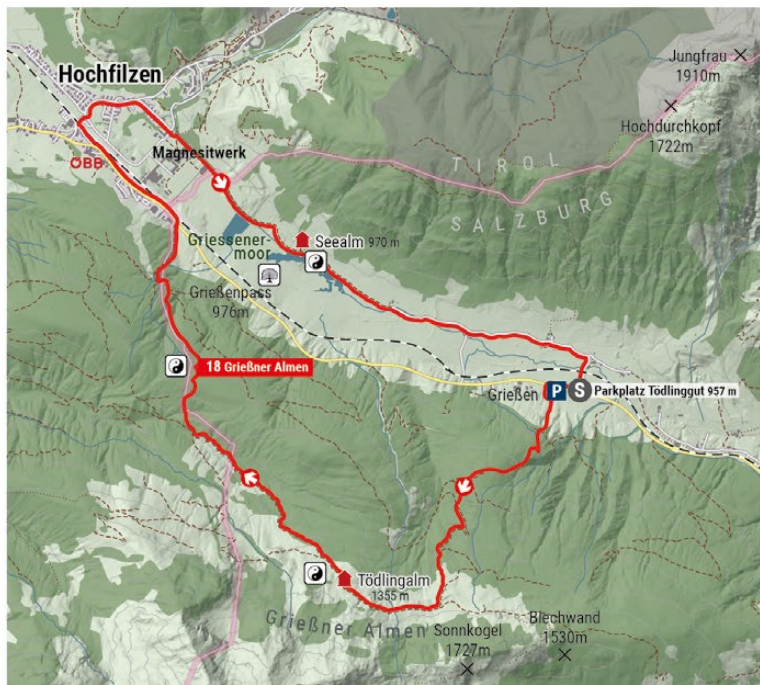 Jungfrau
1910m
Hochfilzen
Hochdurchkopf
1722m
Magnesitwerk
TIROL
SALZBURG
ÖBB
Seealm 970 m
Griessener-
moor
Grießenpass
976m
18 Grießner Almen
Grießen
P
S
Parkplatz Tödlinggut 957 m
Tödlingalm
1355 m
Grießner Almen
Sonnkogel
1727m
Blechwand
1530m